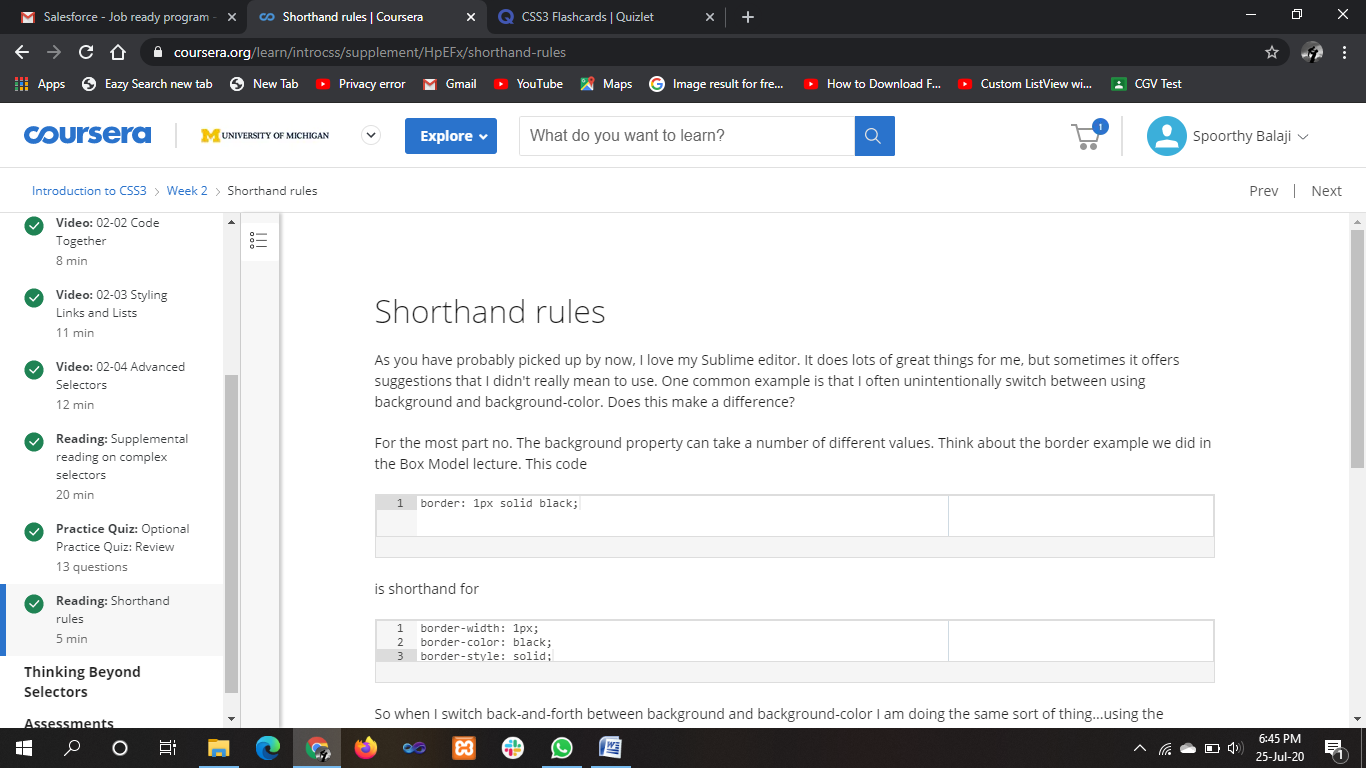 Salesforce - Job ready program -
Shorthand rules | Coursera
CSS3 Flashcards | Quizlet
coursera.org/learn/introcss/supplement/HpEFx/shorthand-rules
Apps
Eazy Search new tab
New Tab
Privacy error
Gmail
YouTube
Maps
Image result for fre...
How to Download F...
Custom ListView wi...
CGV Test
coursera
M UNIVERSITY OF MICHIGAN
Explore
What do you want to learn?
1
Spoorthy Balaji
Introduction to CSS3 > Week 2 > Shorthand rules
Prev | Next
Video: 02-02 Code
Together
8 min
Video: 02-03 Styling
Links and Lists
11 min
Video: 02-04 Advanced
Selectors
12 min
Reading: Supplemental
reading on complex
selectors
20 min
Practice Quiz: Optional
Practice Quiz: Review
13 questions
Reading: Shorthand
rules
5 min
Thinking Beyond
Selectors
Assessments
Shorthand rules
As you have probably picked up by now, I love my Sublime editor. It does lots of great things for me, but sometimes it offers
suggestions that I didn't really mean to use. One common example is that I often unintentionally switch between using
background and background-color. Does this make a difference?
For the most part no. The background property can take a number of different values. Think about the border example we did in
the Box Model lecture. This code
1 border: 1px solid black;
is shorthand for
1 border-width: 1px;
2 border-color: black;
3 border-style: solid;
So when I switch back-and-forth between background and background-color I am doing the same sort of thing...using the
6:45 PM
25-Jul-20
1